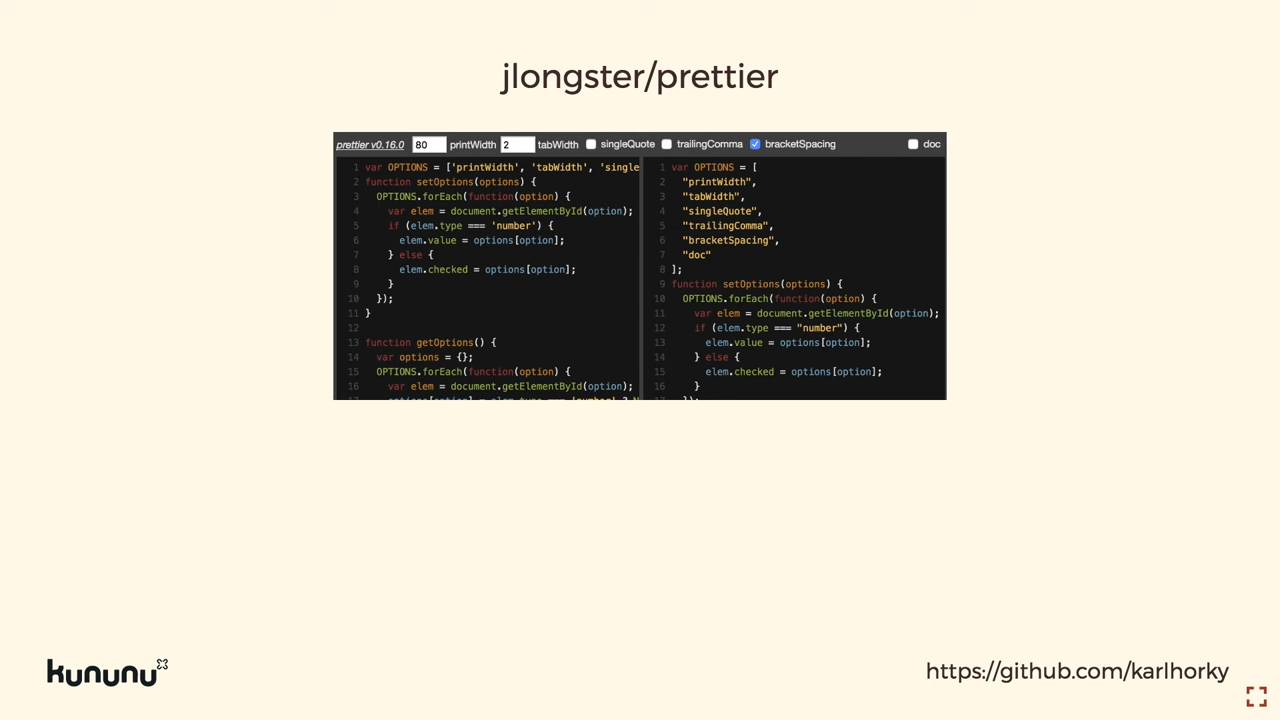 jlongster/prettier
prettier v0.16.0 80 printWidth 2 tabWidth singleQuote trailingComma bracketSpacing doc
1 var OPTIONS = ['printWidth', 'tabWidth', 'single
2 function setOptions(options) {
3 OPTIONS.forEach(function(option) {
4 var elem = document.getElementById(option);
5 if (elem.type === 'number') {
6 elem.value = options[option];
7 } else {
8 elem.checked = options[option];
9 }
10 });
11 }
12
13 function getOptions() {
14 var options = {};
15 OPTIONS.forEach(function(option) {
16 var elem = document.getElementById(option);
1 var OPTIONS = [
2 "printWidth",
3 "tabWidth",
4 "singleQuote",
5 "trailingComma",
6 "bracketSpacing",
7 "doc"
8 ];
9 function setOptions(options) {
10 OPTIONS.forEach(function(option) {
11 var elem = document.getElementById(option);
12 if (elem.type === "number") {
13 elem.value = options[option];
14 } else {
15 elem.checked = options[option];
16 }
kununu
https://github.com/karlhorky